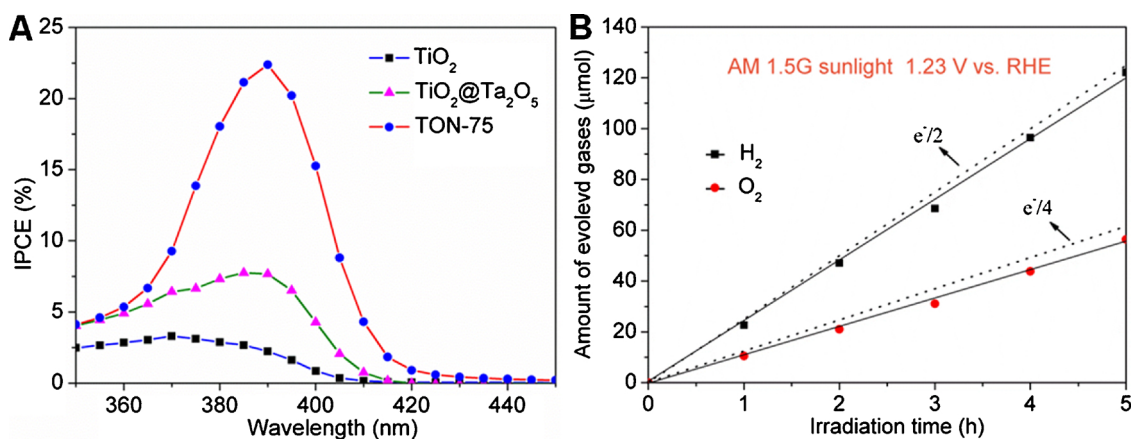 A
25
20
15
10
5
0
IPCE (%)
TiO2
TiO2@Ta2O5
TON-75
360
380
400
420
440
Wavelength (nm)
B
140
120
100
80
60
40
20
0
Amount of evolevd gases (μmol)
AM 1.5G sunlight 1.23 V vs. RHE
e-/2
H2
O2
e-/4
0
1
2
3
4
5
Irradiation time (h)